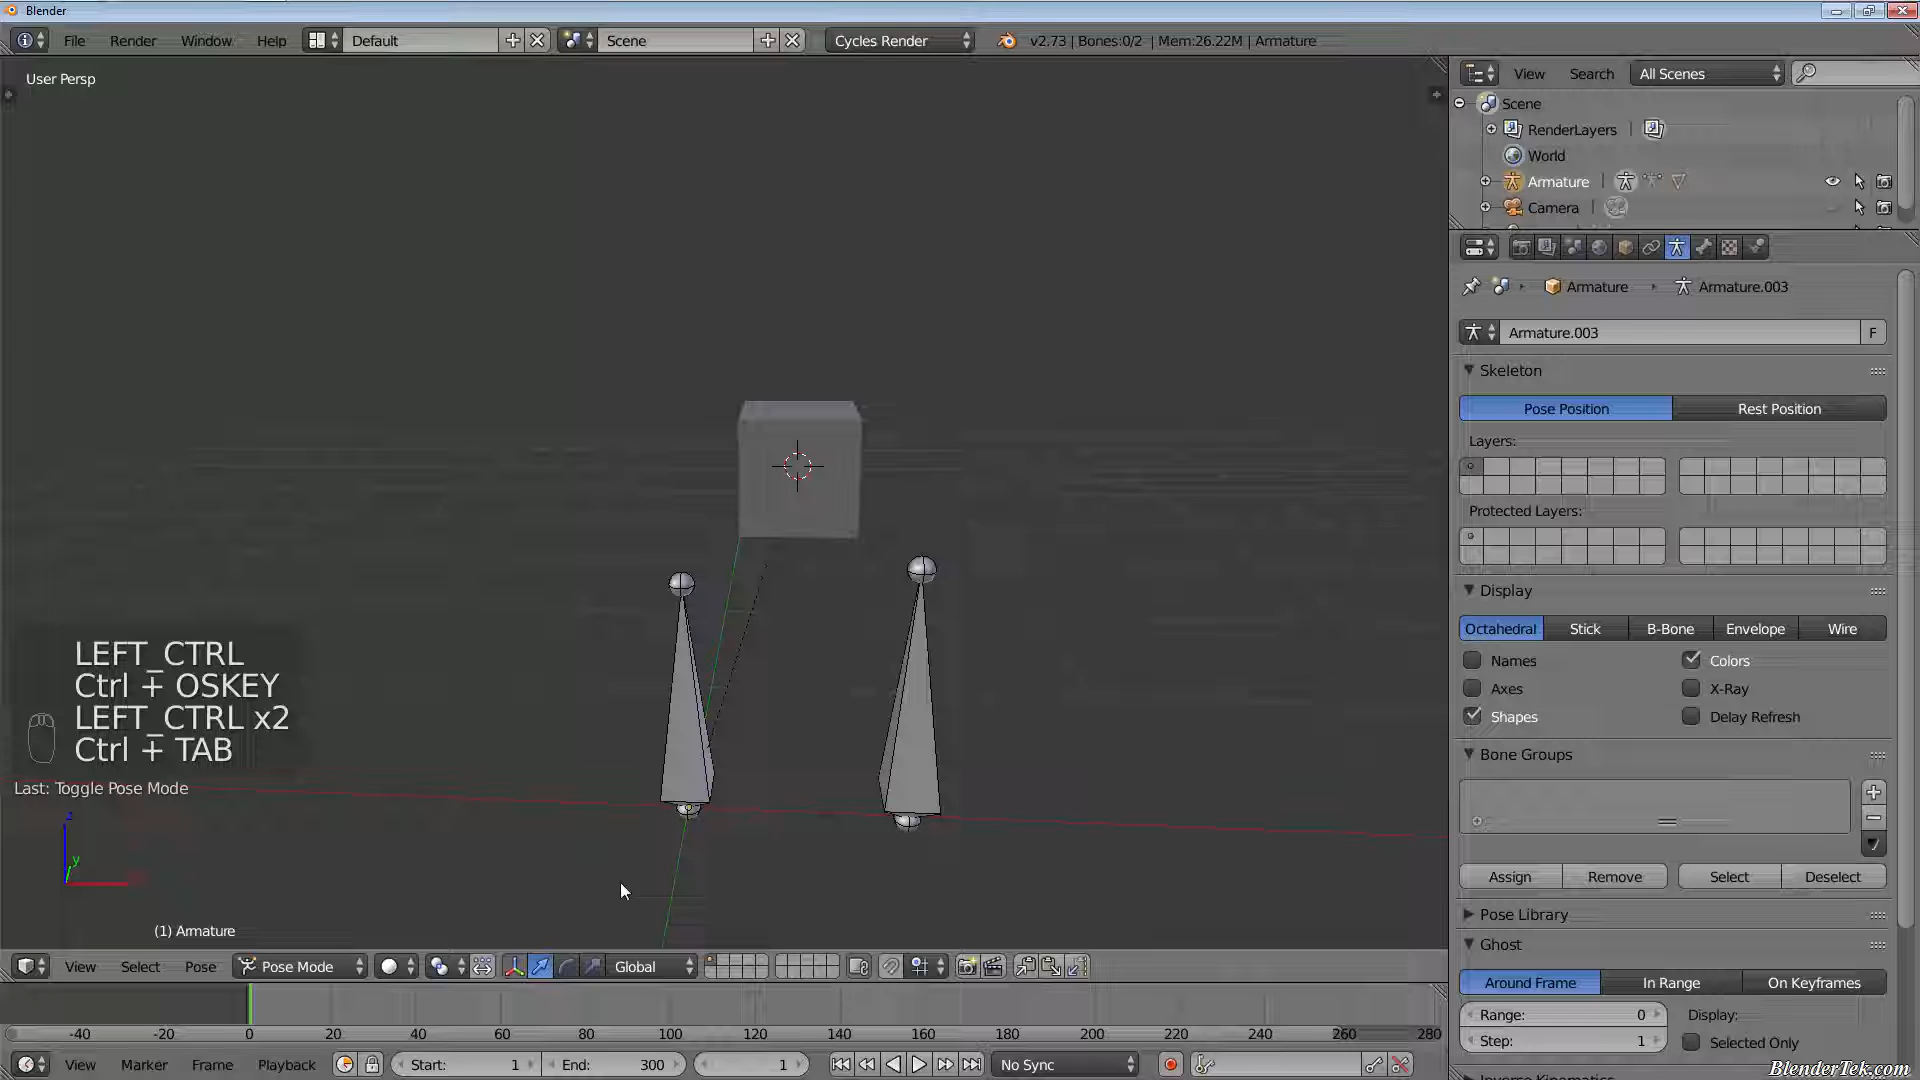 Blender
File Render Window Help Default Scene Cycles Render v2.73 | Bones:0/2 | Mem:26.22M | Armature
User Persp
View Search All Scenes
Scene
RenderLayers
World
Armature
Camera
Armature Armature.003
Armature.003 F
Skeleton
Pose Position Rest Position
Layers:
Protected Layers:
Display
Octahedral Stick B-Bone Envelope Wire
Names Colors
Axes X-Ray
Shapes Delay Refresh
Bone Groups
Assign Remove Select Deselect
Pose Library
Ghost
Around Frame In Range On Keyframes
Range: 0 Display:
Step: 1 Selected Only
LEFT_CTRL
Ctrl + OSKEY
LEFT_CTRL x2
Ctrl + TAB
Last: Toggle Pose Mode
z
y
(1) Armature
View Select Pose Pose Mode Global
-40 -20 0 20 40 60 80 100 120 140 160 180 200 220 240 260 280
View Marker Frame Playback Start: 1 End: 300 1 No Sync
BlenderTek.com